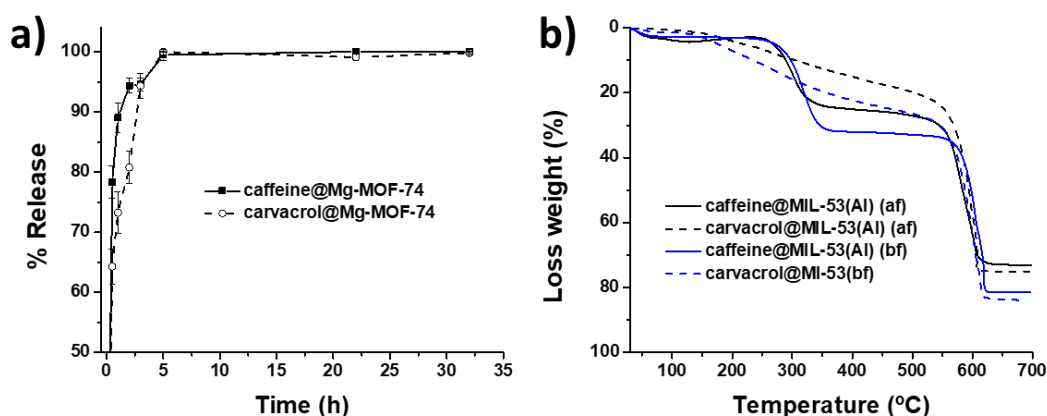 a)
% Release
100
90
80
70
60
50
caffeine@Mg-MOF-74
carvacrol@Mg-MOF-74
0 5 10 15 20 25 30 35
Time (h)
b)
Loss weight (%)
0
20
40
60
80
100
caffeine@MIL-53(Al) (af)
carvacrol@MIL-53(Al) (af)
caffeine@MIL-53(Al) (bf)
carvacrol@MI-53(bf)
100 200 300 400 500 600 700
Temperature (ºC)